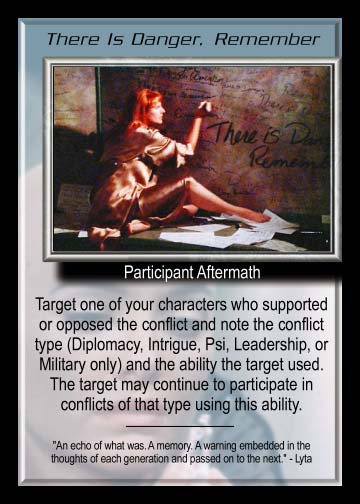 There Is Danger, Remember
There is Dan
Remem
Participant Aftermath
Target one of your characters who supported
or opposed the conflict and note the conflict
type (Diplomacy, Intrigue, Psi, Leadership, or
Military only) and the ability the target used.
The target may continue to participate in
conflicts of that type using this ability.
"An echo of what was. A memory. A warning embedded in the
thoughts of each generation and passed on to the next." - Lyta